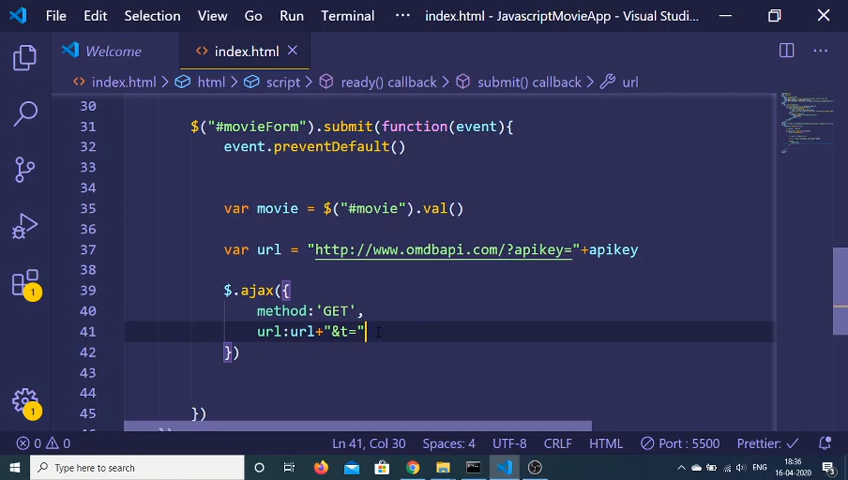 File Edit Selection View Go Run Terminal ··· index.html - JavascriptMovieApp - Visual Studi...
Welcome index.html
index.html html script ready() callback submit() callback url
30
31 $("#movieForm").submit(function(event){
32 event.preventDefault()
33
34
35 var movie = $("#movie").val()
36
37 var url = "http://www.omdbapi.com/?apikey="+apikey
38
39 $.ajax({
40 method:'GET',
41 url:url+"&t="
42 })
43
44
45 })
1
1
0 0 Ln 41, Col 30 Spaces: 4 UTF-8 CRLF HTML Port : 5500 Prettier: ✓
Type here to search ENG 18:36
16-04-2020
3